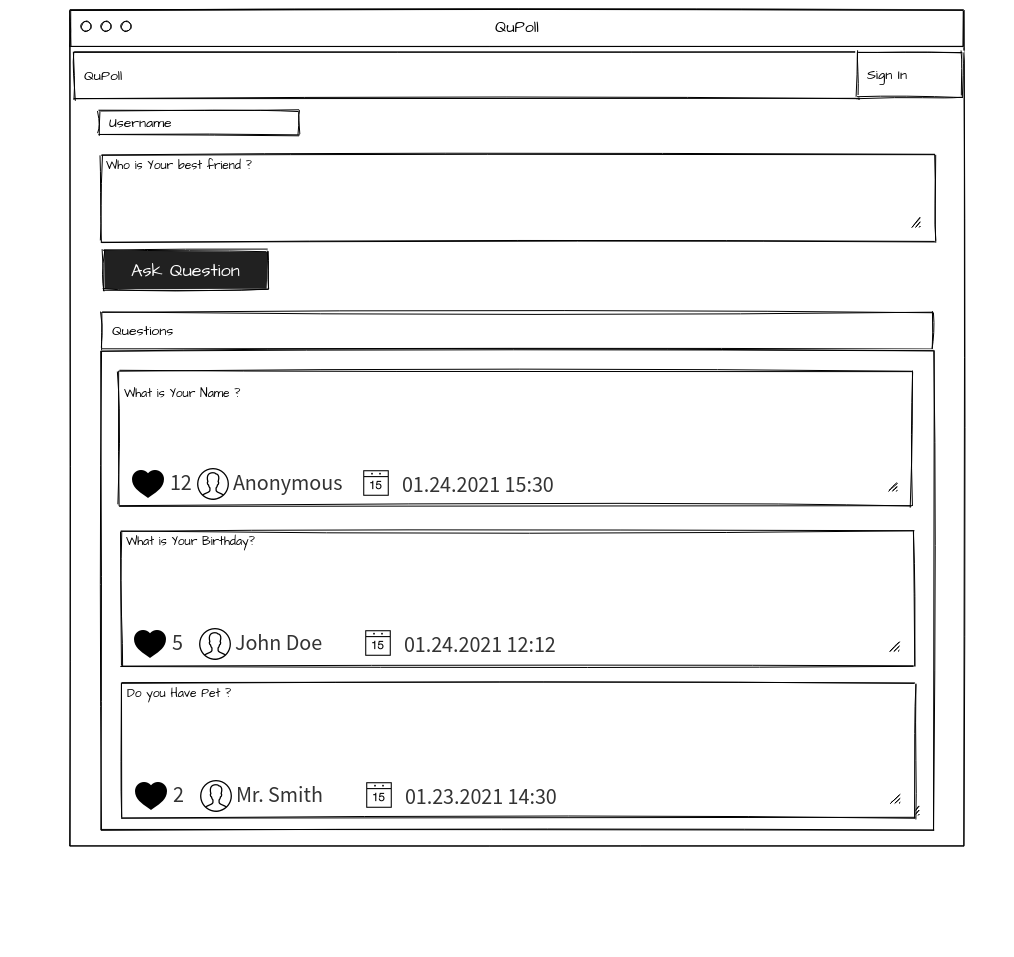 QuPoll
QuPoll
Sign In
Username
Who is Your best friend ?
Ask Question
Questions
What is Your Name ?
12 Anonymous 15 01.24.2021 15:30
What is Your Birthday?
5 John Doe 15 01.24.2021 12:12
Do you Have Pet ?
2 Mr. Smith 15 01.23.2021 14:30